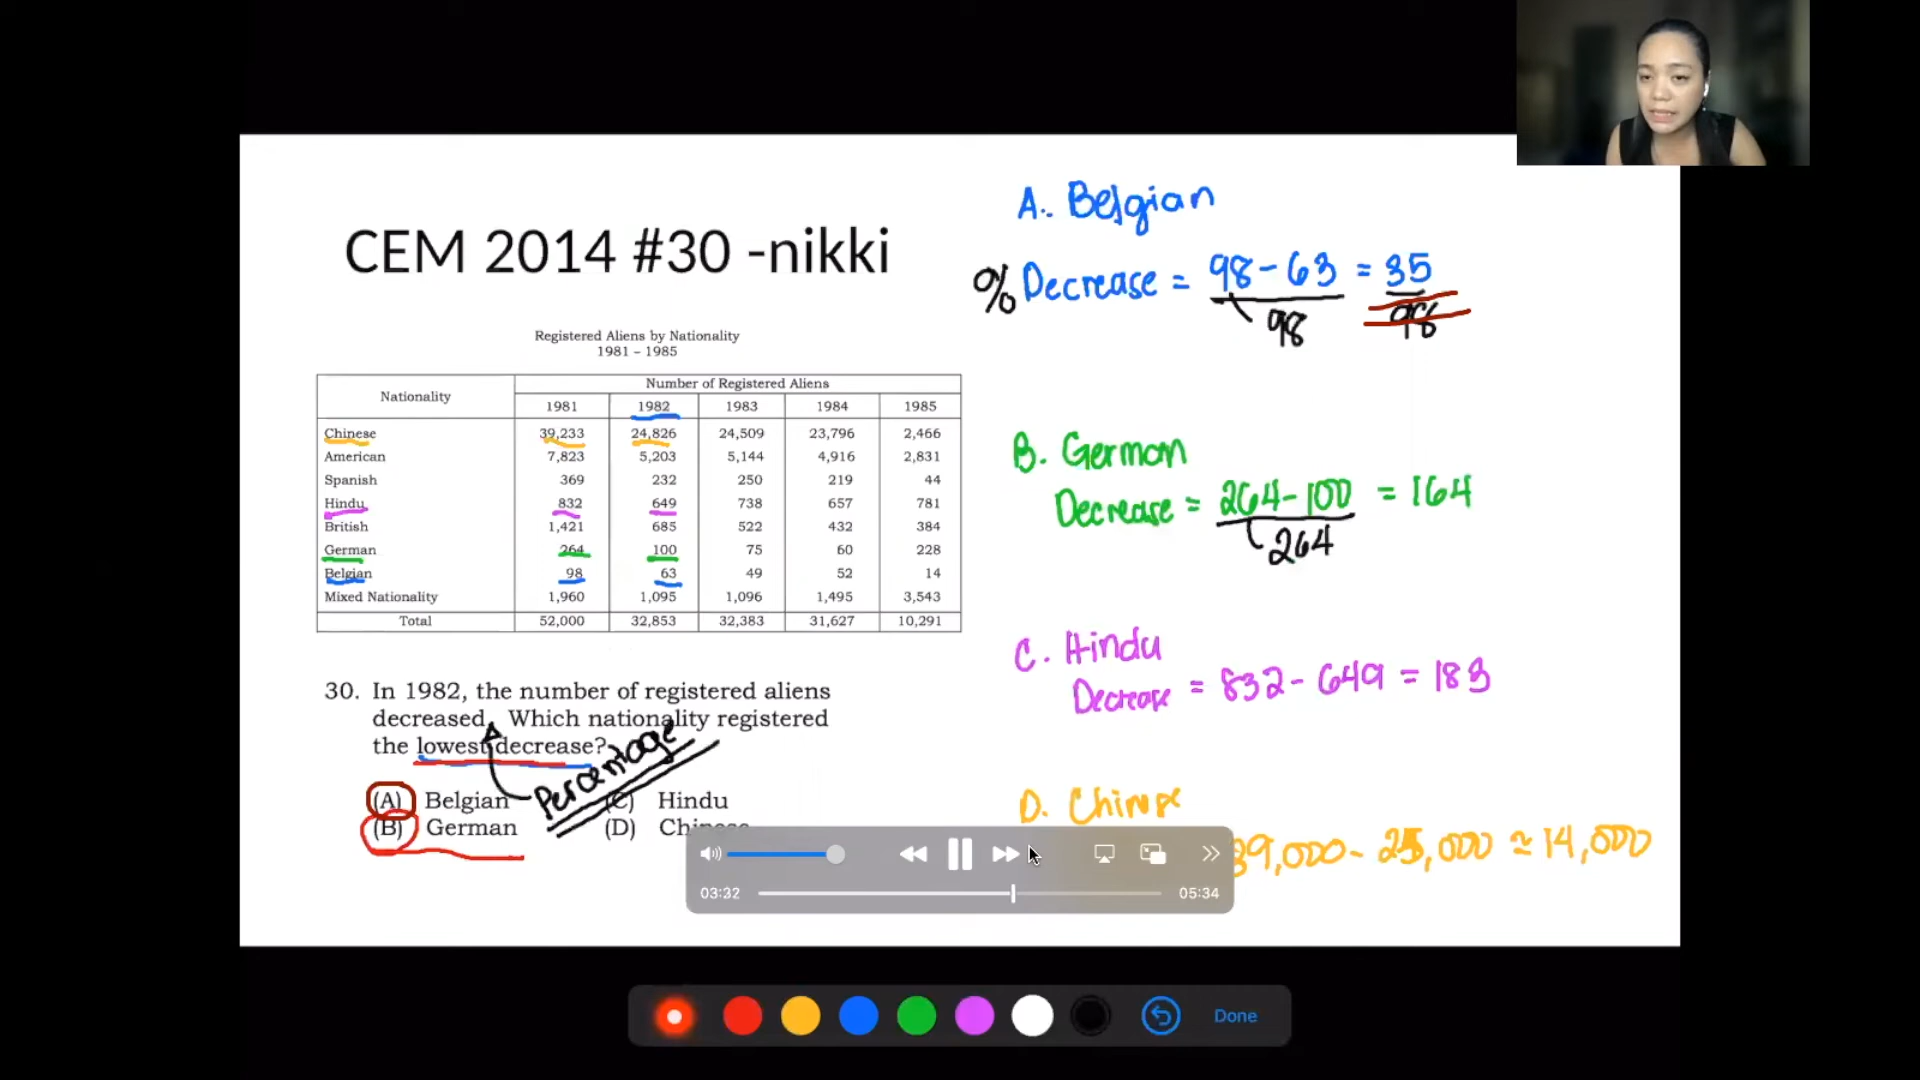 CEM 2014 #30 -nikki
Registered Aliens by Nationality
1981 – 1985
Nationality Number of Registered Aliens
1981 1982 1983 1984 1985
Chinese 39,233 24,826 24,509 23,796 2,466
American 7,823 5,203 5,144 4,916 2,831
Spanish 369 232 250 219 44
Hindu 832 649 738 657 781
British 1,421 685 522 432 384
German 264 100 75 60 228
Belgian 98 63 49 52 14
Mixed Nationality 1,960 1,095 1,096 1,495 3,543
Total 52,000 32,853 32,383 31,627 10,291
30. In 1982, the number of registered aliens
decreased. Which nationality registered
the lowest decrease?
Percentage
(A) Belgian (C) Hindu
(B) German (D) Chinese
A. Belgian
% Decrease = 98 - 63 = 35
98 98
B. German
Decrease = 264 - 100 = 164
264
C. Hindu
Decrease = 832 - 649 = 183
D. Chinese
39,000 - 25,000 ≈ 14,000
03:32 05:34
Done